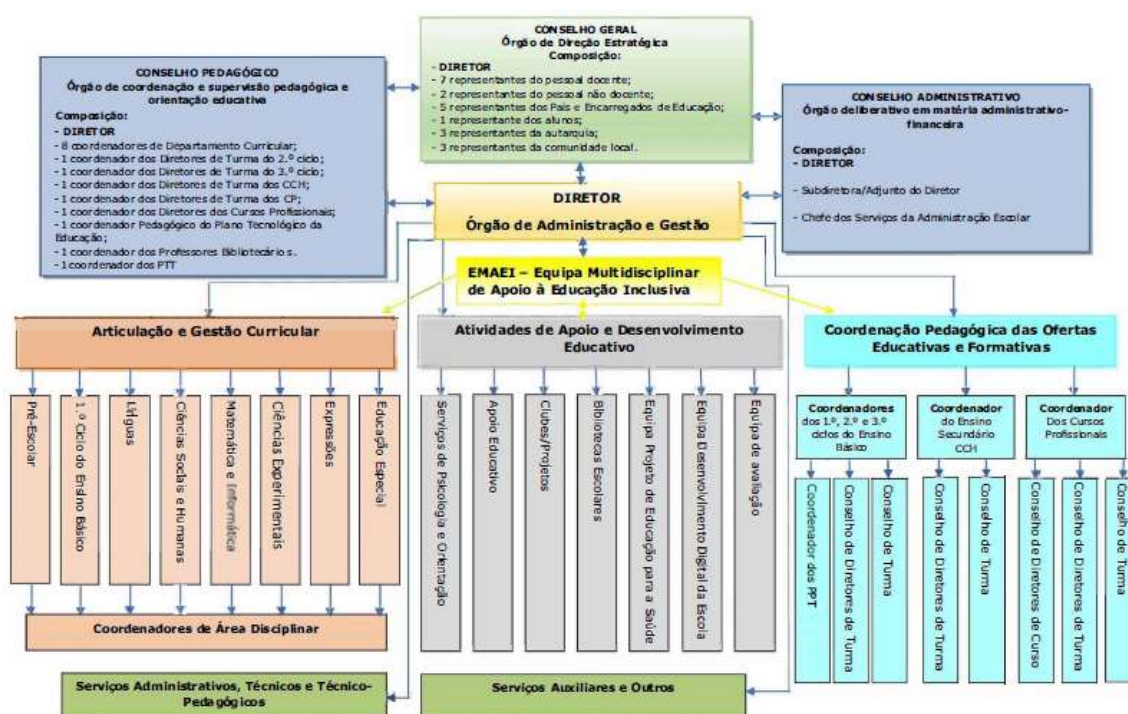 CONSELHO GERAL
Órgão de Direção Estratégica
Composição:
- DIRETOR
- 7 representantes do pessoal docente;
- 2 representantes do pessoal não docente;
- 5 representantes dos Pais e Encarregados de Educação;
- 1 representante dos alunos;
- 3 representantes da autarquia;
- 3 representantes da comunidade local.
CONSELHO PEDAGÓGICO
Órgão de coordenação e supervisão pedagógica e
orientação educativa
Composição:
- DIRETOR
- 8 coordenadores de Departamento Curricular;
- 1 coordenador dos Diretores de Turma do 2.º ciclo;
- 1 coordenador dos Diretores de Turma do 3.º ciclo;
- 1 coordenador dos Diretores de Turma dos CCH;
- 1 coordenador dos Diretores de Turma dos CP;
- 1 coordenador dos Diretores dos Cursos Profissionais;
- 1 coordenador Pedagógico do Plano Tecnológico da
Educação;
- 1 coordenador dos Professores Bibliotecários.
- 1 coordenador dos PTT
CONSELHO ADMINISTRATIVO
Órgão deliberativo em matéria administrativo-
financeira
Composição:
- DIRETOR
- Subdiretora/Adjunto do Diretor
- Chefe dos Serviços da Administração Escolar
DIRETOR
Órgão de Administração e Gestão
EMAEI – Equipa Multidisciplinar
de Apoio à Educação Inclusiva
Articulação e Gestão Curricular
Pré-Escolar
1.º Ciclo do Ensino Básico
Línguas
Ciências Sociais e Humanas
Matemática e Informática
Ciências Experimentais
Expressões
Educação Especial
Coordenadores de Área Disciplinar
Atividades de Apoio e Desenvolvimento
Educativo
Serviços de Psicologia e Orientação
Apoio Educativo
Clubes/Projetos
Bibliotecas Escolares
Equipa Projeto de Educação para a Saúde
Equipa Desenvolvimento Digital da Escola
Equipa de avaliação
Coordenação Pedagógica das Ofertas
Educativas e Formativas
Coordenadores
dos 1.º, 2.º e 3.º
ciclos do Ensino
Básico
Coordenador dos PPT
Conselho de Diretores de Turma
Conselho de Turma
Coordenador
do Ensino
Secundário
CCH
Conselho de Diretores de Turma
Conselho de Turma
Coordenador
Dos Cursos
Profissionais
Conselho de Diretores de Curso
Conselho de Diretores de Turma
Conselho de Turma
Serviços Administrativos, Técnicos e Técnico-
Pedagógicos
Serviços Auxiliares e Outros